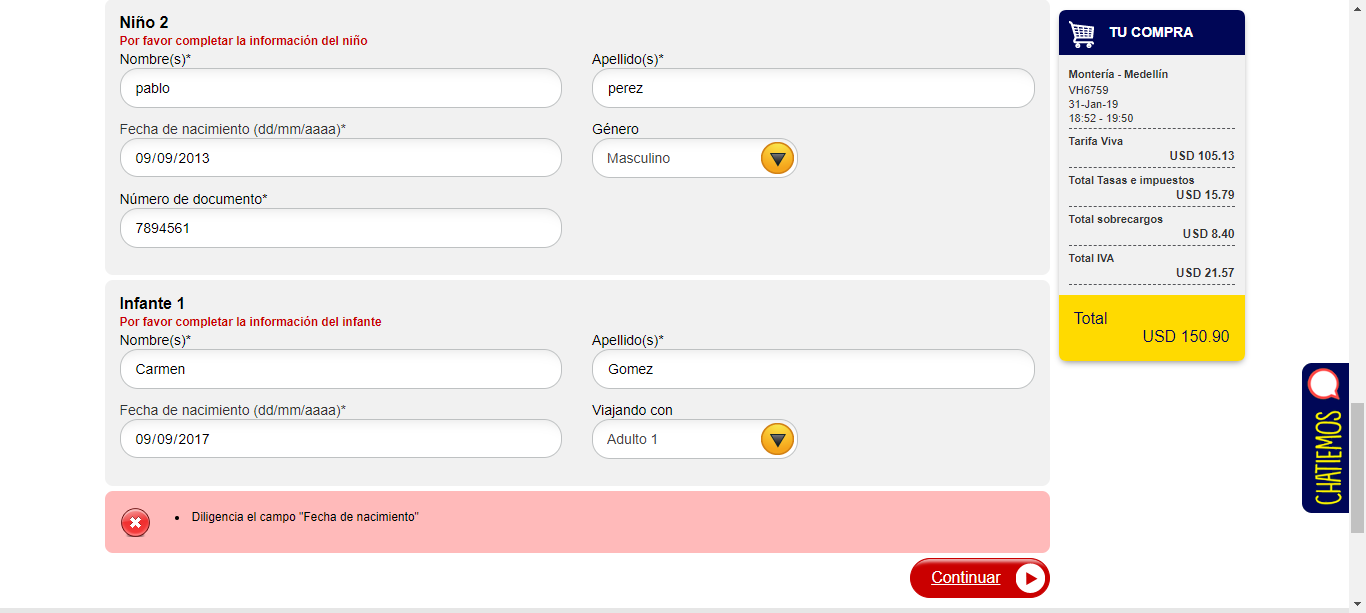 Niño 2
Por favor completar la información del niño
Nombre(s)*
Apellido(s)*
pablo
perez
Fecha de nacimiento (dd/mm/aaaa)*
Género
09/09/2013
Masculino
Número de documento*
7894561
Infante 1
Por favor completar la información del infante
Nombre(s)*
Apellido(s)*
Carmen
Gomez
Fecha de nacimiento (dd/mm/aaaa)*
Viajando con
09/09/2017
Adulto 1
Diligencia el campo "Fecha de nacimiento"
Continuar
TU COMPRA
Montería - Medellín
VH6759
31-Jan-19
18:52 - 19:50
Tarifa Viva
USD 105.13
Total Tasas e impuestos
USD 15.79
Total sobrecargos
USD 8.40
Total IVA
USD 21.57
Total
USD 150.90
CHATIEMOS